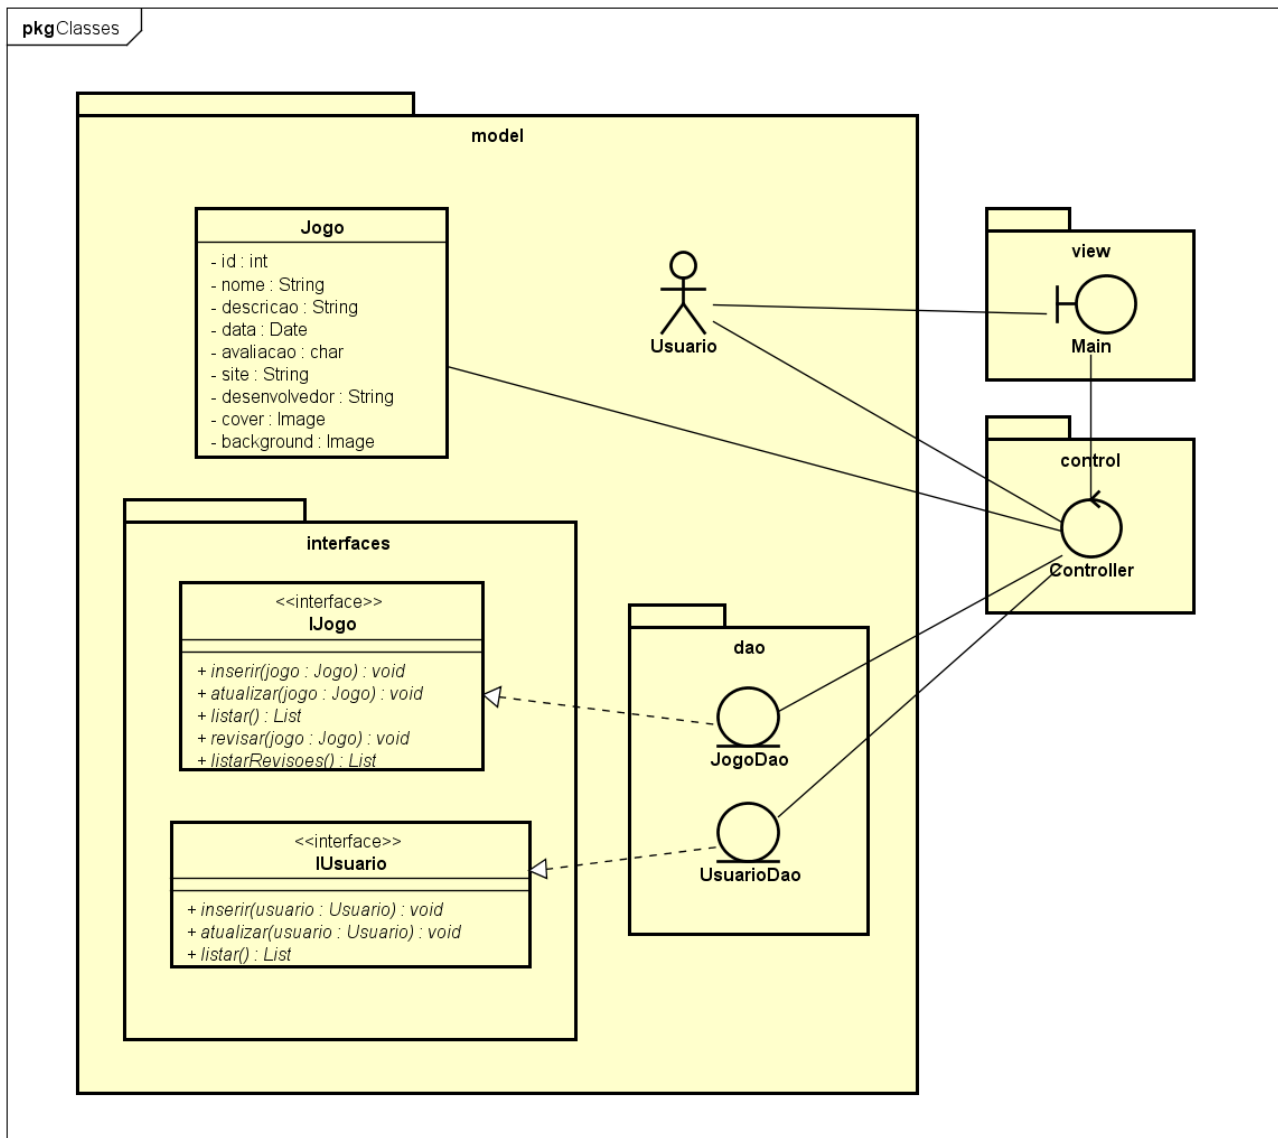 pkgClasses
model
Jogo
- id : int
- nome : String
- descricao : String
- data : Date
- avaliacao : char
- site : String
- desenvolvedor : String
- cover : Image
- background : Image
Usuario
view
Main
control
Controller
interfaces
<<interface>>
IJogo
+ inserir(jogo : Jogo) : void
+ atualizar(jogo : Jogo) : void
+ listar() : List
+ revisar(jogo : Jogo) : void
+ listarRevisoes() : List
<<interface>>
IUsuario
+ inserir(usuario : Usuario) : void
+ atualizar(usuario : Usuario) : void
+ listar() : List
dao
JogoDao
UsuarioDao